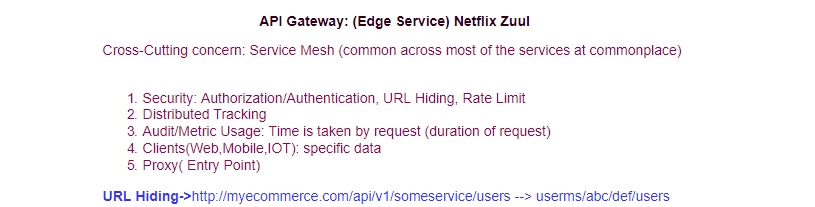 API Gateway: (Edge Service) Netflix Zuul
Cross-Cutting concern: Service Mesh (common across most of the services at commonplace)
1. Security: Authorization/Authentication, URL Hiding, Rate Limit
2. Distributed Tracking
3. Audit/Metric Usage: Time is taken by request (duration of request)
4. Clients(Web,Mobile,IOT): specific data
5. Proxy( Entry Point)
URL Hiding->http://myecommerce.com/api/v1/someservice/users --> userms/abc/def/users